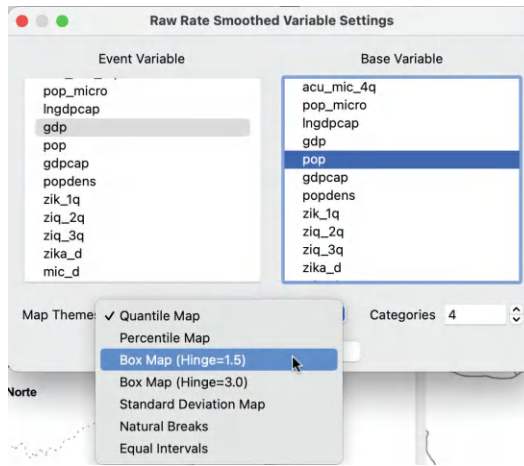 Raw Rate Smoothed Variable Settings
Event Variable
pop_micro
lngdpcap
gdp
pop
gdpcap
popdens
zik_1q
ziq_2q
ziq_3q
zika_d
mic_d
Base Variable
acu_mic_4q
pop_micro
lngdpcap
gdp
pop
gdpcap
popdens
zik_1q
ziq_2q
ziq_3q
zika_d
Map Theme
✓ Quantile Map
Percentile Map
Box Map (Hinge=1.5)
Box Map (Hinge=3.0)
Standard Deviation Map
Natural Breaks
Equal Intervals
Categories 4
Norte